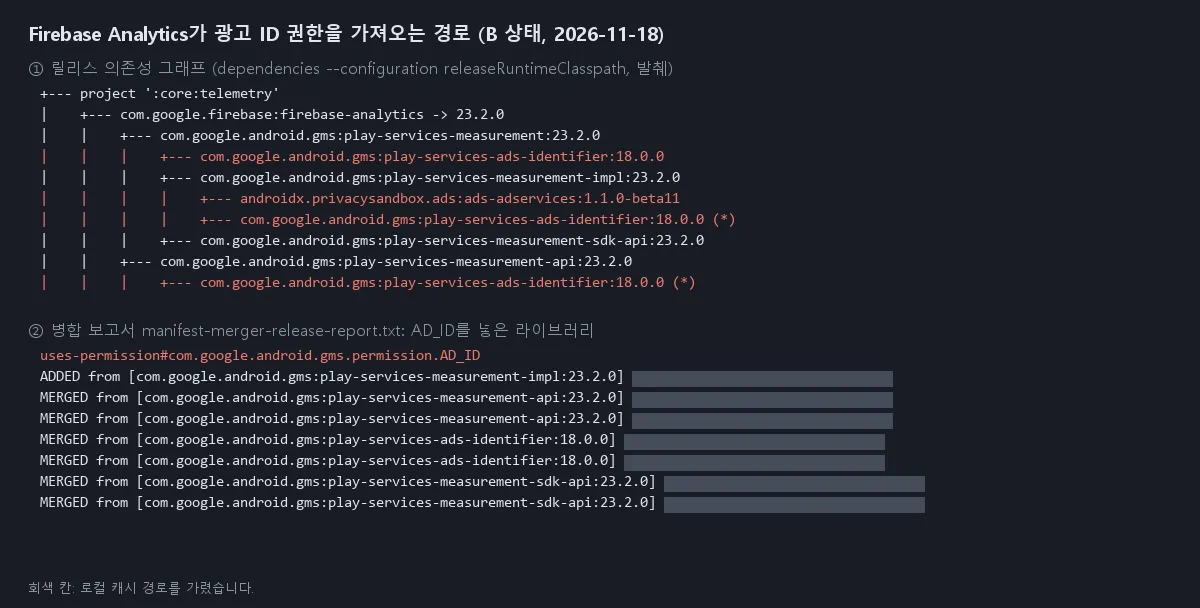 Firebase Analytics가 광고 ID 권한을 가져오는 경로 (B 상태, 2026-11-18)
① 릴리스 의존성 그래프 (dependencies --configuration releaseRuntimeClasspath, 발췌)
+--- project ':core:telemetry'
|    +--- com.google.firebase:firebase-analytics -> 23.2.0
|    |    +--- com.google.android.gms:play-services-measurement:23.2.0
|    |    |    +--- com.google.android.gms:play-services-ads-identifier:18.0.0
|    |    |    +--- com.google.android.gms:play-services-measurement-impl:23.2.0
|    |    |    |    +--- androidx.privacysandbox.ads:ads-adservices:1.1.0-beta11
|    |    |    |    +--- com.google.android.gms:play-services-ads-identifier:18.0.0 (*)
|    |    |    +--- com.google.android.gms:play-services-measurement-sdk-api:23.2.0
|    |    +--- com.google.android.gms:play-services-measurement-api:23.2.0
|    |    |    +--- com.google.android.gms:play-services-ads-identifier:18.0.0 (*)
② 병합 보고서 manifest-merger-release-report.txt: AD_ID를 넣은 라이브러리
uses-permission#com.google.android.gms.permission.AD_ID
ADDED from [com.google.android.gms:play-services-measurement-impl:23.2.0]
MERGED from [com.google.android.gms:play-services-measurement-api:23.2.0]
MERGED from [com.google.android.gms:play-services-measurement-api:23.2.0]
MERGED from [com.google.android.gms:play-services-ads-identifier:18.0.0]
MERGED from [com.google.android.gms:play-services-ads-identifier:18.0.0]
MERGED from [com.google.android.gms:play-services-measurement-sdk-api:23.2.0]
MERGED from [com.google.android.gms:play-services-measurement-sdk-api:23.2.0]
회색 칸: 로컬 캐시 경로를 가렸습니다.